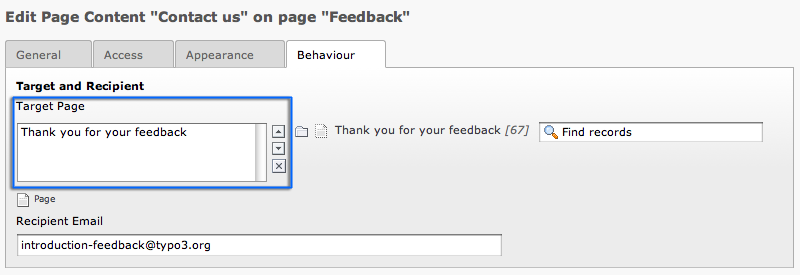 Edit Page Content "Contact us" on page "Feedback"
General Access Appearance Behaviour
Target and Recipient
Target Page
Thank you for your feedback
Thank you for your feedback [67]
Find records
Page
Recipient Email
introduction-feedback@typo3.org